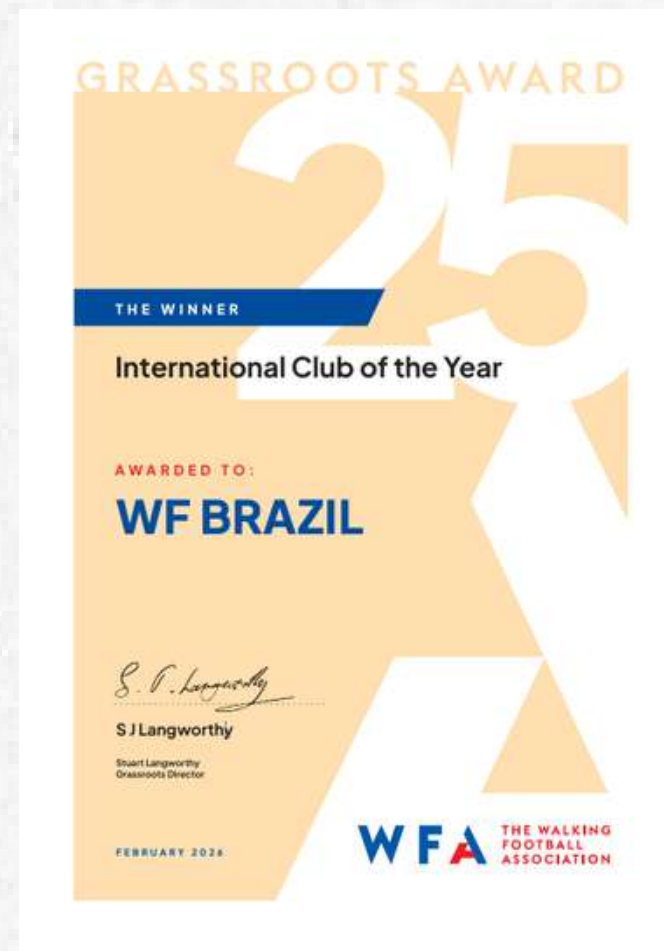 GRASSROOTS AWARD
25
THE WINNER
International Club of the Year
AWARDED TO:
WF BRAZIL
S. J. Langworthy
S J Langworthy
Stuart Langworthy
Grassroots Director
FEBRUARY 2026
WFA
THE WALKING
FOOTBALL
ASSOCIATION